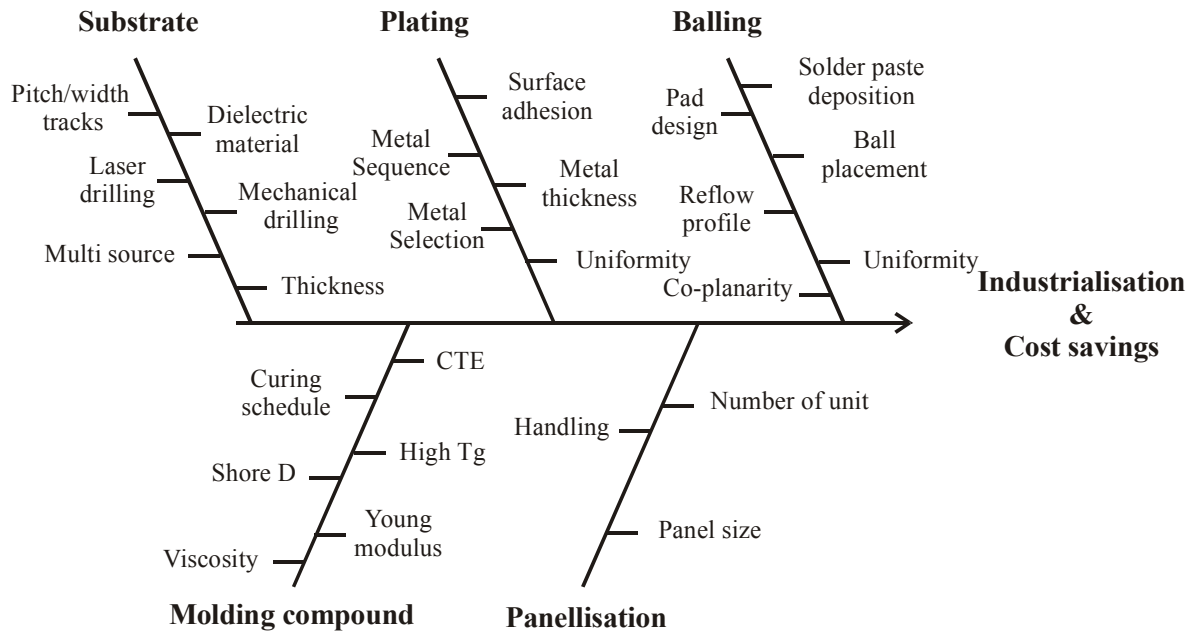 Substrate
Plating
Balling
Pitch/width
tracks
Dielectric
material
Laser
drilling
Mechanical
drilling
Multi source
Thickness
Surface
adhesion
Metal
Sequence
Metal
thickness
Metal
Selection
Uniformity
Solder paste
deposition
Pad
design
Ball
placement
Reflow
profile
Uniformity
Co-planarity
Industrialisation
&
Cost savings
CTE
Curing
schedule
High Tg
Shore D
Young
modulus
Viscosity
Molding compound
Number of unit
Handling
Panel size
Panellisation